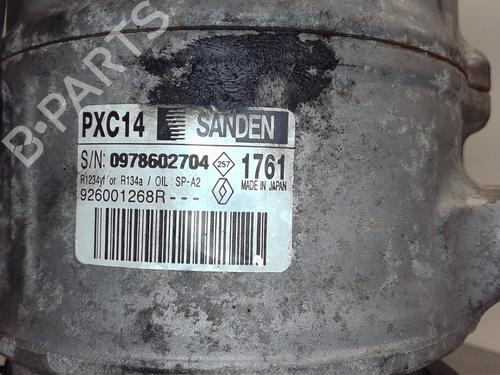 B-PARTS
PXC14 SANDEN
S/N: 0978602704 257 1761
R1234yf or R134a / OIL : SP-A2 MADE IN JAPAN
926001268R - - -